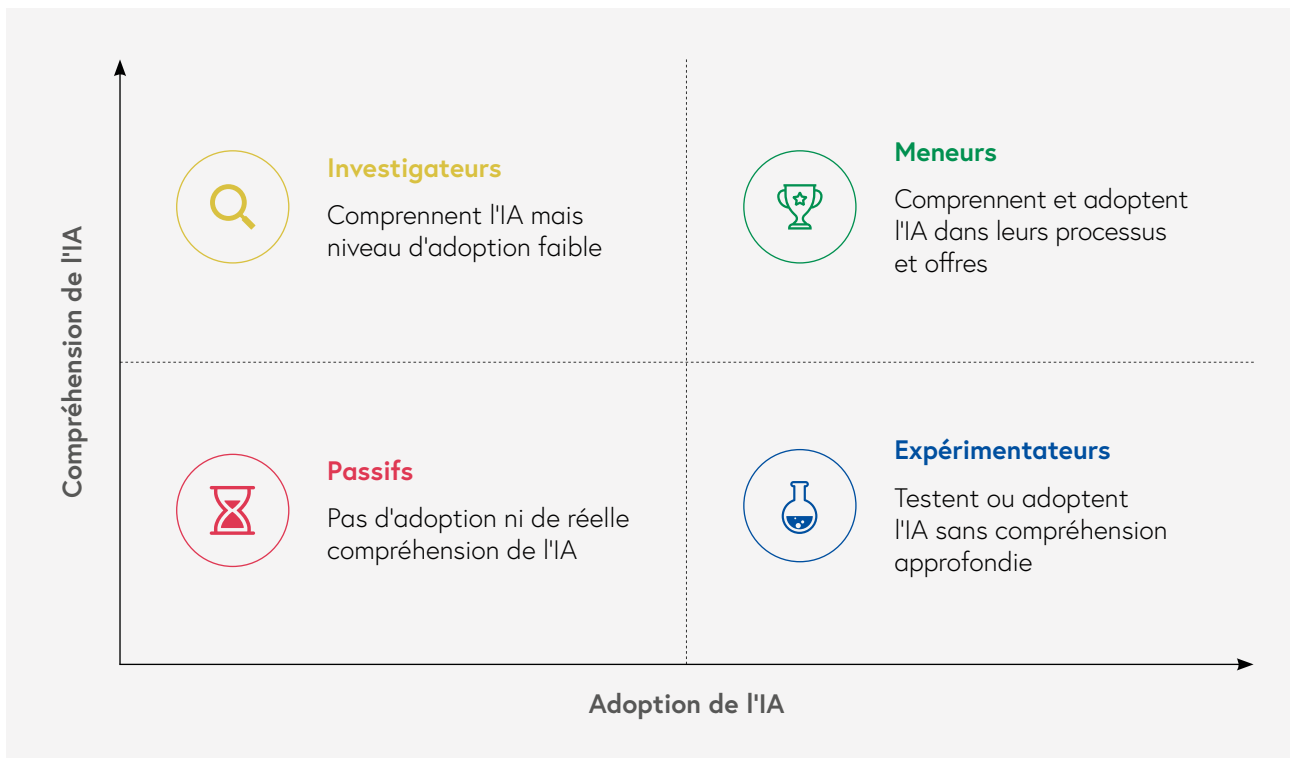 Compréhension de l'IA
Investigateurs
Comprennent l'IA mais
niveau d'adoption faible
Meneurs
Comprennent et adoptent
l'IA dans leurs processus
et offres
Passifs
Pas d'adoption ni de réelle
compréhension de l'IA
Expérimentateurs
Testent ou adoptent
l'IA sans compréhension
approfondie
Adoption de l'IA